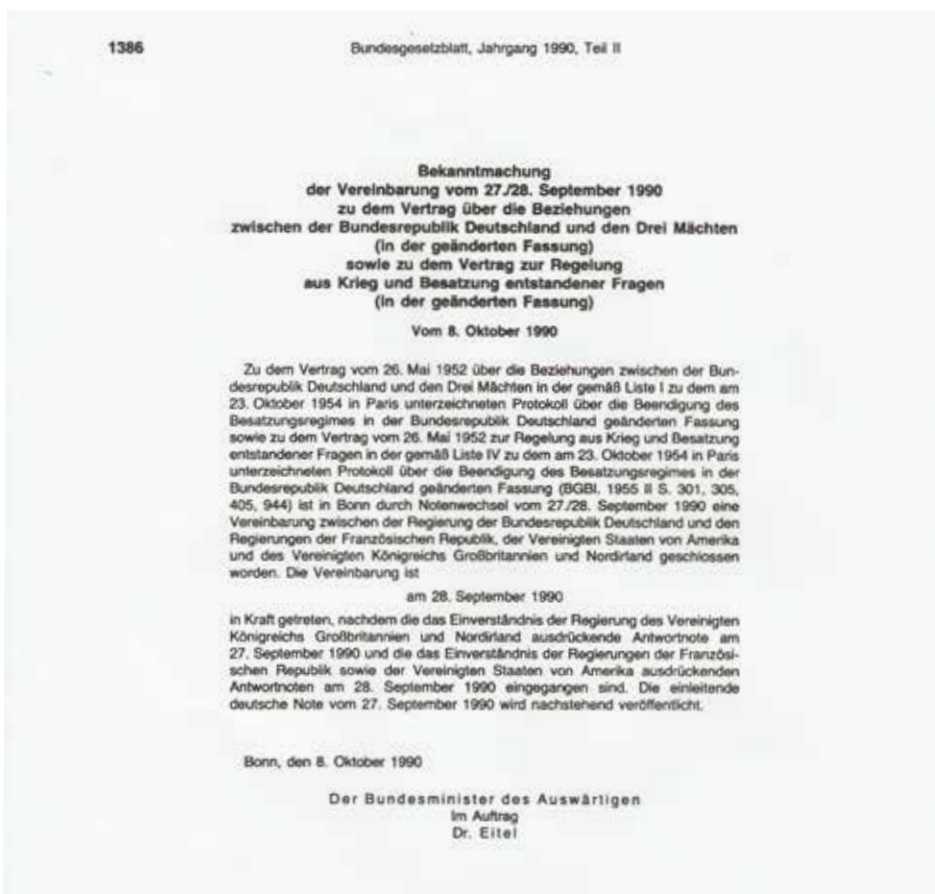 1386
Bundesgesetzblatt, Jahrgang 1990, Teil II
Bekanntmachung
der Vereinbarung vom 27./28. September 1990
zu dem Vertrag über die Beziehungen
zwischen der Bundesrepublik Deutschland und den Drei Mächten
(in der geänderten Fassung)
sowie zu dem Vertrag zur Regelung
aus Krieg und Besatzung entstandener Fragen
(in der geänderten Fassung)
Vom 8. Oktober 1990
Zu dem Vertrag vom 26. Mai 1952 über die Beziehungen zwischen der Bun-
desrepublik Deutschland und den Drei Mächten in der gemäß Liste I zu dem am
23. Oktober 1954 in Paris unterzeichneten Protokoll über die Beendigung des
Besatzungsregimes in der Bundesrepublik Deutschland geänderten Fassung
sowie zu dem Vertrag vom 26. Mai 1952 zur Regelung aus Krieg und Besatzung
entstandener Fragen in der gemäß Liste IV zu dem am 23. Oktober 1954 in Paris
unterzeichneten Protokoll über die Beendigung des Besatzungsregimes in der
Bundesrepublik Deutschland geänderten Fassung (BGBl. 1955 II S. 301, 305,
405, 944) ist in Bonn durch Notenwechsel vom 27./28. September 1990 eine
Vereinbarung zwischen der Regierung der Bundesrepublik Deutschland und den
Regierungen der Französischen Republik, der Vereinigten Staaten von Amerika
und des Vereinigten Königreichs Großbritannien und Nordirland geschlossen
worden. Die Vereinbarung ist
am 28. September 1990
in Kraft getreten, nachdem die das Einverständnis der Regierung des Vereinigten
Königreichs Großbritannien und Nordirland ausdrückende Antwortnote am
27. September 1990 und die das Einverständnis der Regierungen der Französi-
schen Republik sowie der Vereinigten Staaten von Amerika ausdrückenden
Antwortnoten am 28. September 1990 eingegangen sind. Die einleitende
deutsche Note vom 27. September 1990 wird nachstehend veröffentlicht.
Bonn, den 8. Oktober 1990
Der Bundesminister des Auswärtigen
Im Auftrag
Dr. Eitel